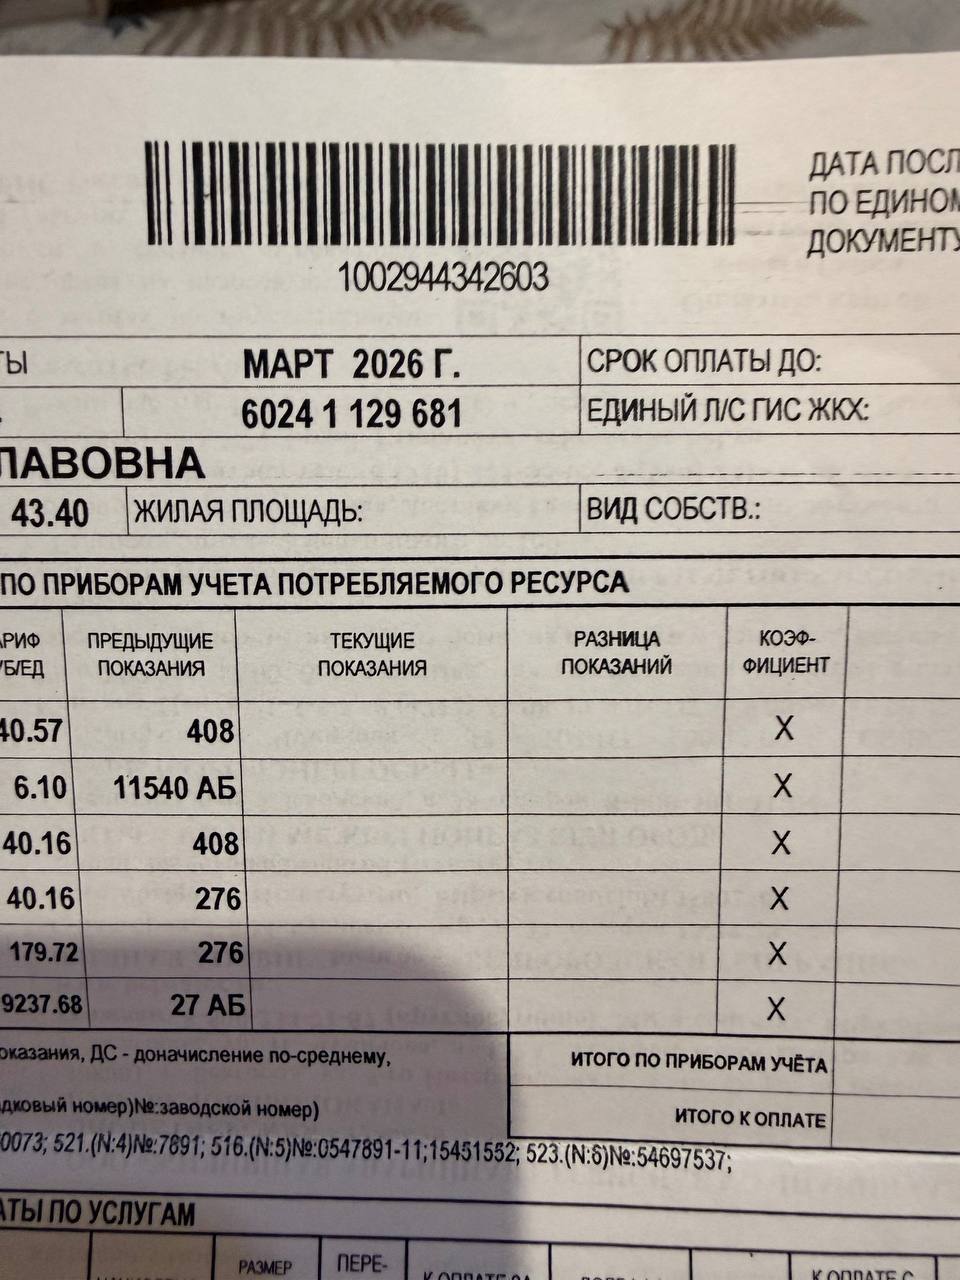 ДАТА ПОСЛ
ПО ЕДИНОМ
ДОКУМЕНТУ
1002944342603
ТЫ МАРТ 2026 Г. СРОК ОПЛАТЫ ДО:
6024 1 129 681 ЕДИНЫЙ Л/С ГИС ЖКХ:
ЛАВОВНА
43.40 ЖИЛАЯ ПЛОЩАДЬ: ВИД СОБСТВ.:
ПО ПРИБОРАМ УЧЕТА ПОТРЕБЛЯЕМОГО РЕСУРСА
АРИФ ПРЕДЫДУЩИЕ ТЕКУЩИЕ РАЗНИЦА КОЭФ-
УБ/ЕД ПОКАЗАНИЯ ПОКАЗАНИЯ ПОКАЗАНИЙ ФИЦИЕНТ
40.57 408 X
6.10 11540 АБ X
40.16 408 X
40.16 276 X
179.72 276 X
9237.68 27 АБ X
оказания, ДС - доначисление по-среднему, ИТОГО ПО ПРИБОРАМ УЧЁТА
дковый номер)№:заводской номер) ИТОГО К ОПЛАТЕ
0073; 521.(N:4)№:7891; 516.(N:5)№:0547891-11;15451552; 523.(N:6)№:54697537;
АТЫ ПО УСЛУГАМ
РАЗМЕР ПЕРЕ-
К ОПЛАТЕ ЗА К ОПЛАТЕ С